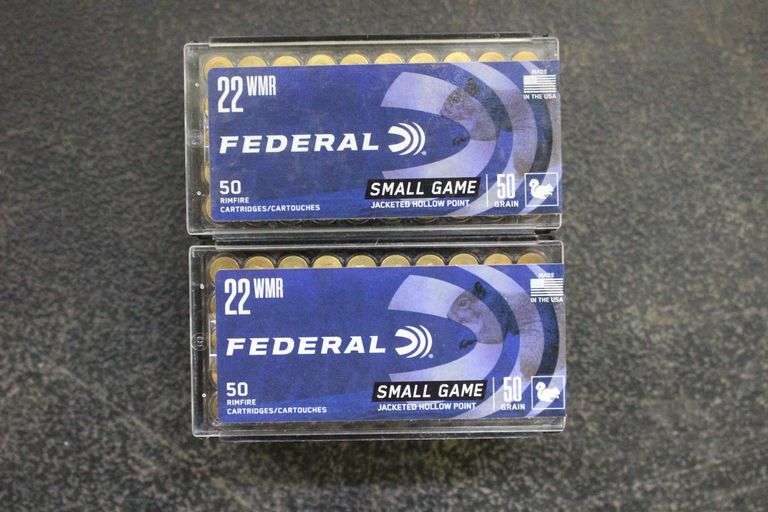 22 WMR
MADE
IN THE USA
FEDERAL
50
RIMFIRE
CARTRIDGES/CARTOUCHES
SMALL GAME
JACKETED HOLLOW POINT
50
GRAIN
22 WMR
MADE
IN THE USA
FEDERAL
50
RIMFIRE
CARTRIDGES/CARTOUCHES
SMALL GAME
JACKETED HOLLOW POINT
50
GRAIN